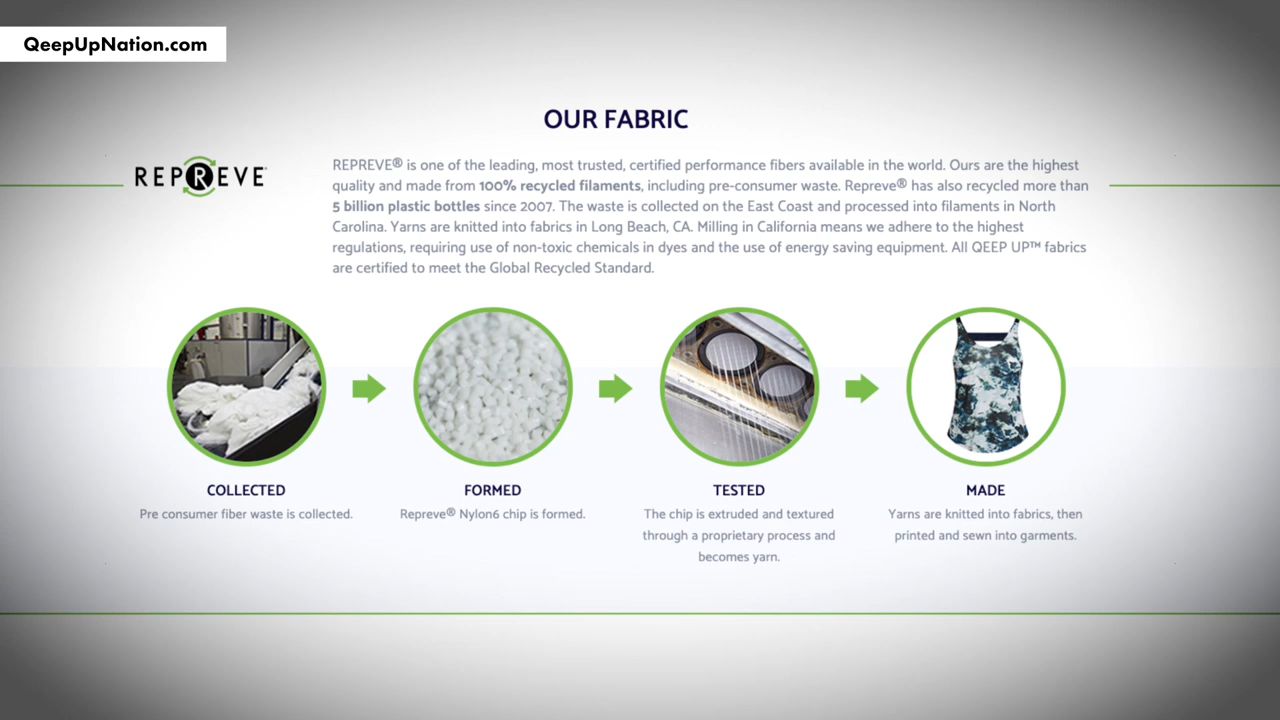 QeepUpNation.com
OUR FABRIC
REPREVE
REPREVE® is one of the leading, most trusted, certified performance fibers available in the world. Ours are the highest
quality and made from 100% recycled filaments, including pre-consumer waste. Repreve® has also recycled more than
5 billion plastic bottles since 2007. The waste is collected on the East Coast and processed into filaments in North
Carolina. Yarns are knitted into fabrics in Long Beach, CA. Milling in California means we adhere to the highest
regulations, requiring use of non-toxic chemicals in dyes and the use of energy saving equipment. All QEEP UP™ fabrics
are certified to meet the Global Recycled Standard.
COLLECTED
Pre consumer fiber waste is collected.
FORMED
Repreve® Nylon6 chip is formed.
TESTED
The chip is extruded and textured
through a proprietary process and
becomes yarn.
MADE
Yarns are knitted into fabrics, then
printed and sewn into garments.